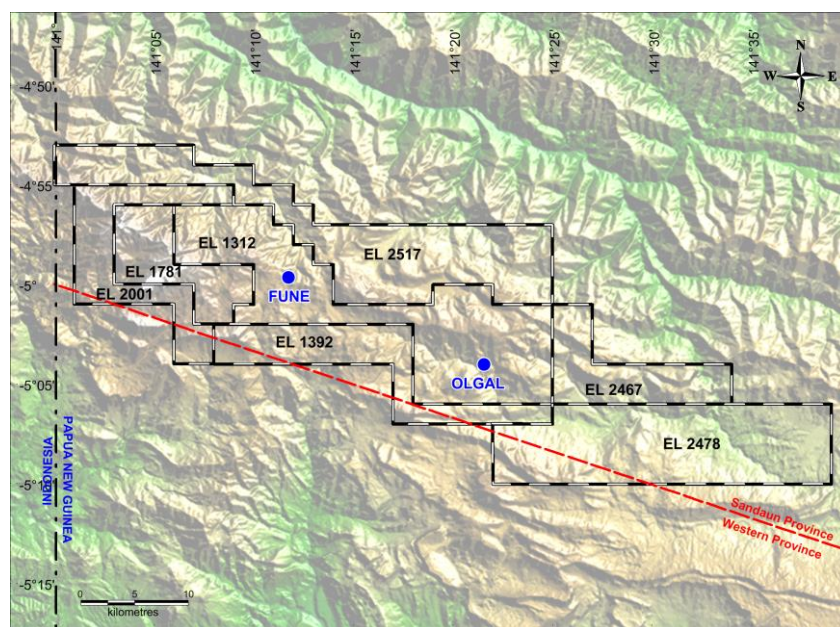 141°
141°05'
141°10'
141°15'
141°20'
141°25'
141°30'
141°35'
N
W E
S
-4°50'
-4°55'
-5°
-5°05'
-5°10'
-5°15'
EL 1312
EL 2517
EL 1781
EL 2001
FUNE
EL 1392
OLGAL
EL 2467
EL 2478
INDONESIA
PAPUA NEW GUINEA
Sandaun Province
Western Province
0 5 10
kilometres